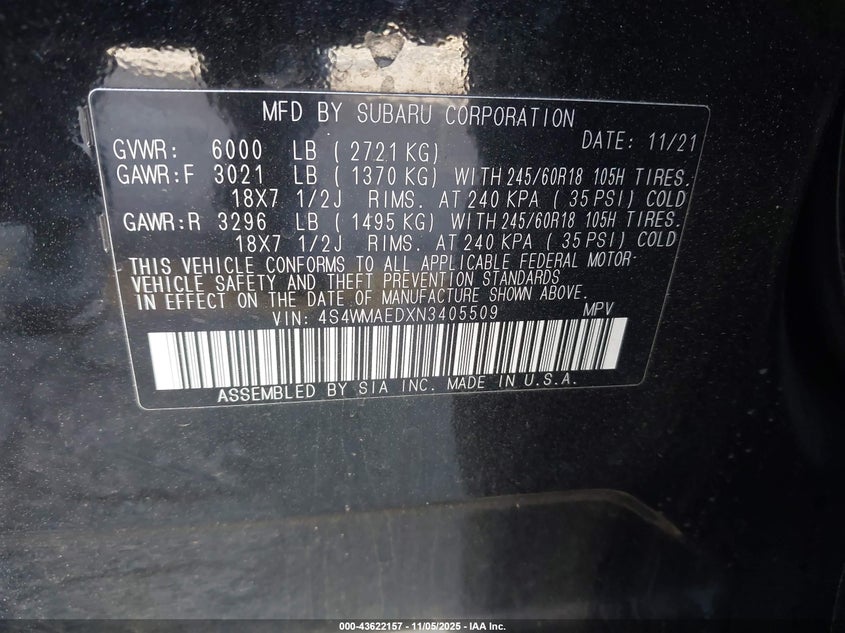 MFD BY SUBARU CORPORATION
DATE: 11/21
GVWR: 6000 LB ( 2721 KG)
GAWR:F 3021 LB ( 1370 KG) WITH 245/60R18 105H TIRES.
18X7 1/2J RIMS. AT 240 KPA ( 35 PSI) COLD
GAWR:R 3296 LB ( 1495 KG) WITH 245/60R18 105H TIRES.
18X7 1/2J RIMS. AT 240 KPA ( 35 PSI) COLD
THIS VEHICLE CONFORMS TO ALL APPLICABLE FEDERAL MOTOR-
VEHICLE SAFETY AND THEFT PREVENTION STANDARDS
IN EFFECT ON THE DATE OF MANUFACTURE SHOWN ABOVE.
VIN: 4S4WMAEDXN3405509 MPV
ASSEMBLED BY SIA INC. MADE IN U.S.A.
000-43622157 - 11/05/2025 - IAA Inc.